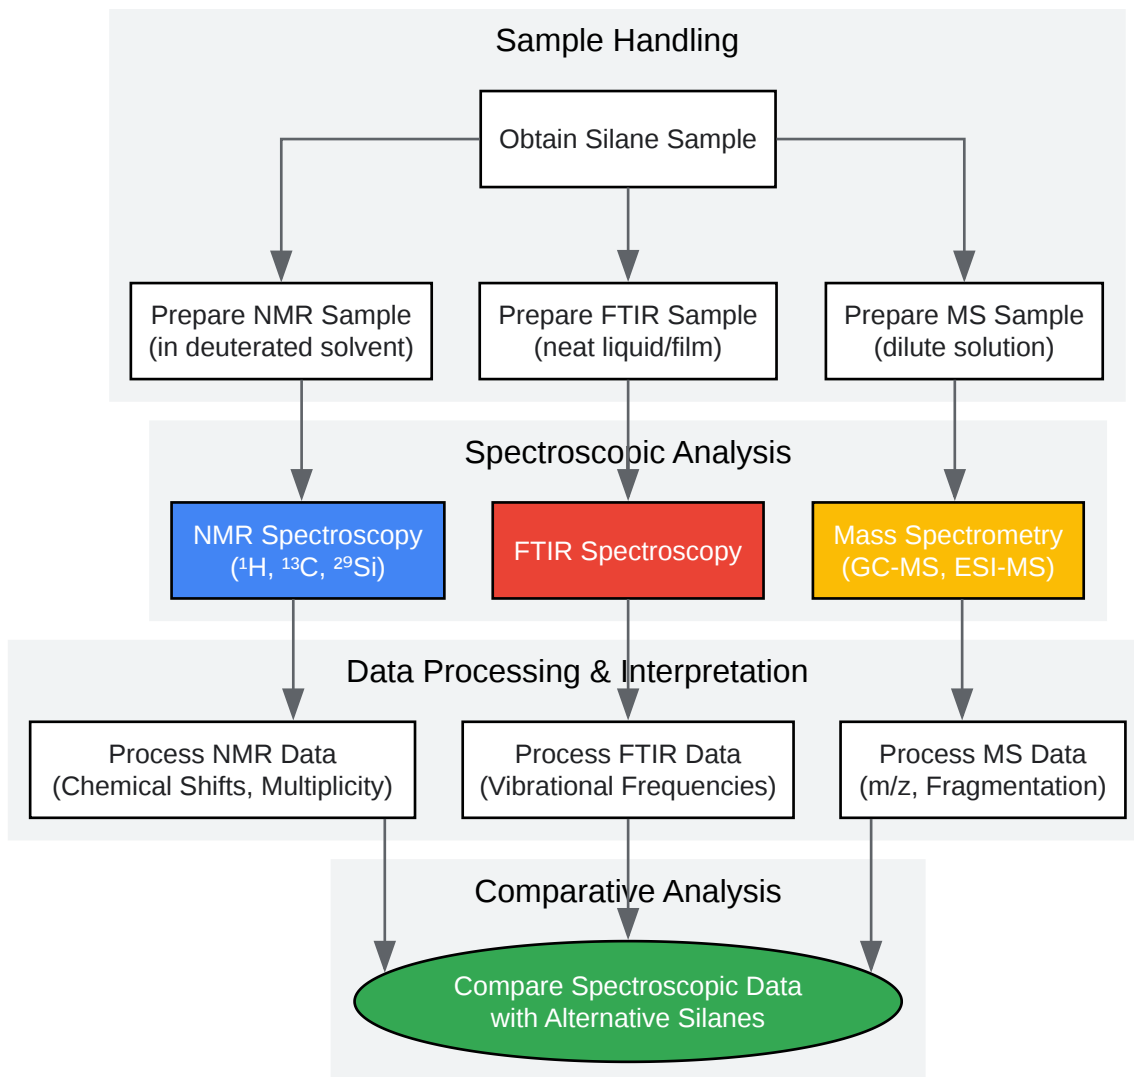 Sample Handling
Obtain Silane Sample
Prepare NMR Sample
(in deuterated solvent)
Prepare FTIR Sample
(neat liquid/film)
Prepare MS Sample
(dilute solution)
Spectroscopic Analysis
NMR Spectroscopy
(¹H, ¹³C, ²⁹Si)
FTIR Spectroscopy
Mass Spectrometry
(GC-MS, ESI-MS)
Data Processing & Interpretation
Process NMR Data
(Chemical Shifts, Multiplicity)
Process FTIR Data
(Vibrational Frequencies)
Process MS Data
(m/z, Fragmentation)
Comparative Analysis
Compare Spectroscopic Data
with Alternative Silanes